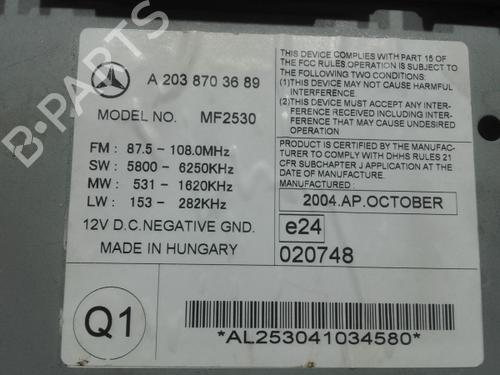 A 203 870 36 89
MODEL NO. MF2530
FM : 87.5 - 108.0MHz
SW : 5800 - 6250KHz
MW : 531 - 1620KHz
LW : 153 - 282KHz
12V D.C.NEGATIVE GND.
MADE IN HUNGARY
THIS DEVICE COMPLIES WITH PART 15 OF
THE FCC RULES.OPERATION IS SUBJECT TO
THE FOLLOWING TWO CONDITIONS:
(1)THIS DEVICE MAY NOT CAUSE HARMFUL
INTERFERENCE.
(2)THIS DEVICE MUST ACCEPT ANY INTER-
FERENCE RECEIVED INCLUDING INTER-
FERENCE THAT MAY CAUSE UNDESIRED
OPERATION
PRODUCT IS CERTIFIED BY THE MANUFAC-
TURER TO COMPLY WITH DHHS RULES 21
CFR SUBCHAPTER J APPLICATION AT THE
DATE OF MANUFACTURING.
MANUFACTURED :
2004.AP.OCTOBER
e24
020748
Q1
*AL253041034580*
B-PARTS